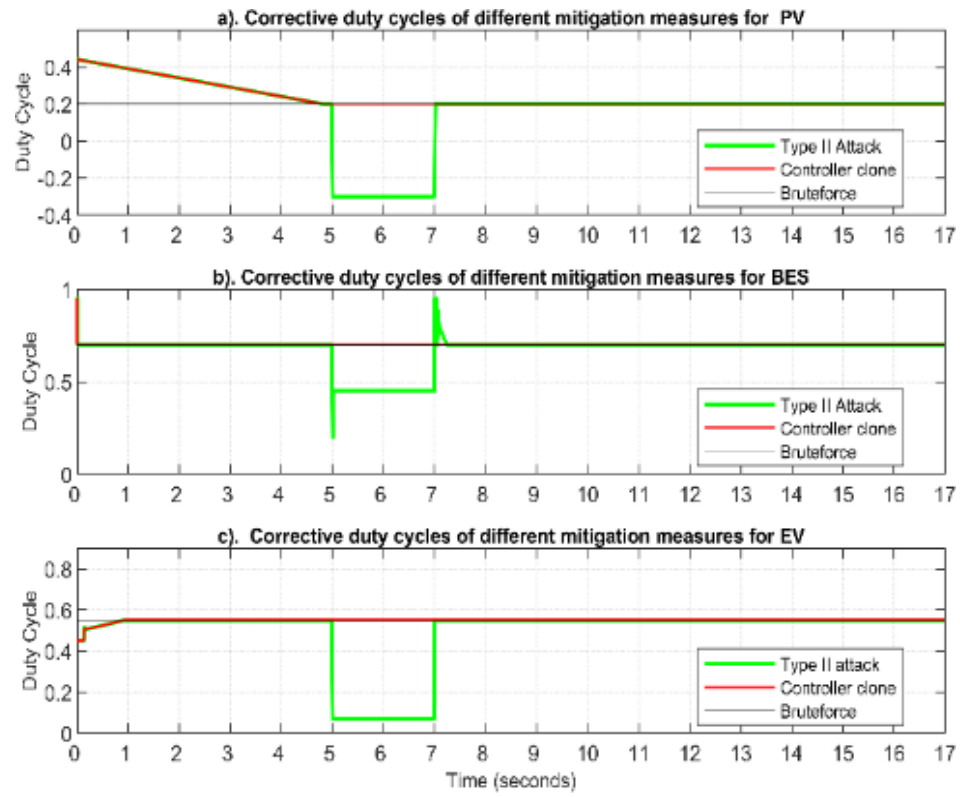 a). Corrective duty cycles of different mitigation measures for PV
Duty Cycle
0.4
0.2
0
-0.2
-0.4
Type II Attack
Controller clone
Bruteforce
0 1 2 3 4 5 6 7 8 9 10 11 12 13 14 15 16 17
b). Corrective duty cycles of different mitigation measures for BES
Duty Cycle
1
0.5
0
Type II Attack
Controller clone
Bruteforce
0 1 2 3 4 5 6 7 8 9 10 11 12 13 14 15 16 17
c). Corrective duty cycles of different mitigation measures for EV
Duty Cycle
0.8
0.6
0.4
0.2
0
Type II attack
Controller clone
Bruteforce
0 1 2 3 4 5 6 7 8 9 10 11 12 13 14 15 16 17
Time (seconds)